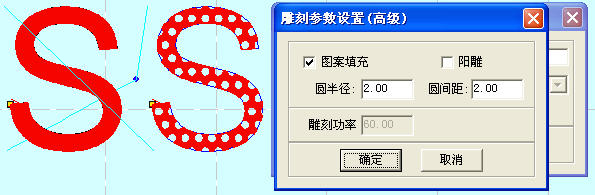 SS
雕刻参数设置(高级)
图案填充 阳雕
圆半径: 2.00 圆间距: 2.00
雕刻功率 60.00
确定 取消